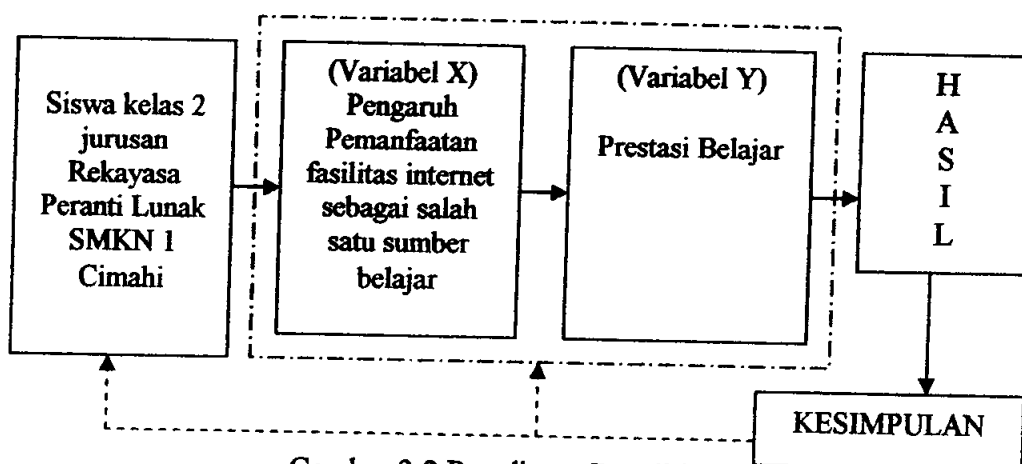 Siswa kelas 2
jurusan
Rekayasa
Peranti Lunak
SMKN 1
Cimahi
(Variabel X)
Pengaruh
Pemanfaatan
fasilitas internet
sebagai salah
satu sumber
belajar
(Variabel Y)
Prestasi Belajar
H
A
S
I
L
KESIMPULAN